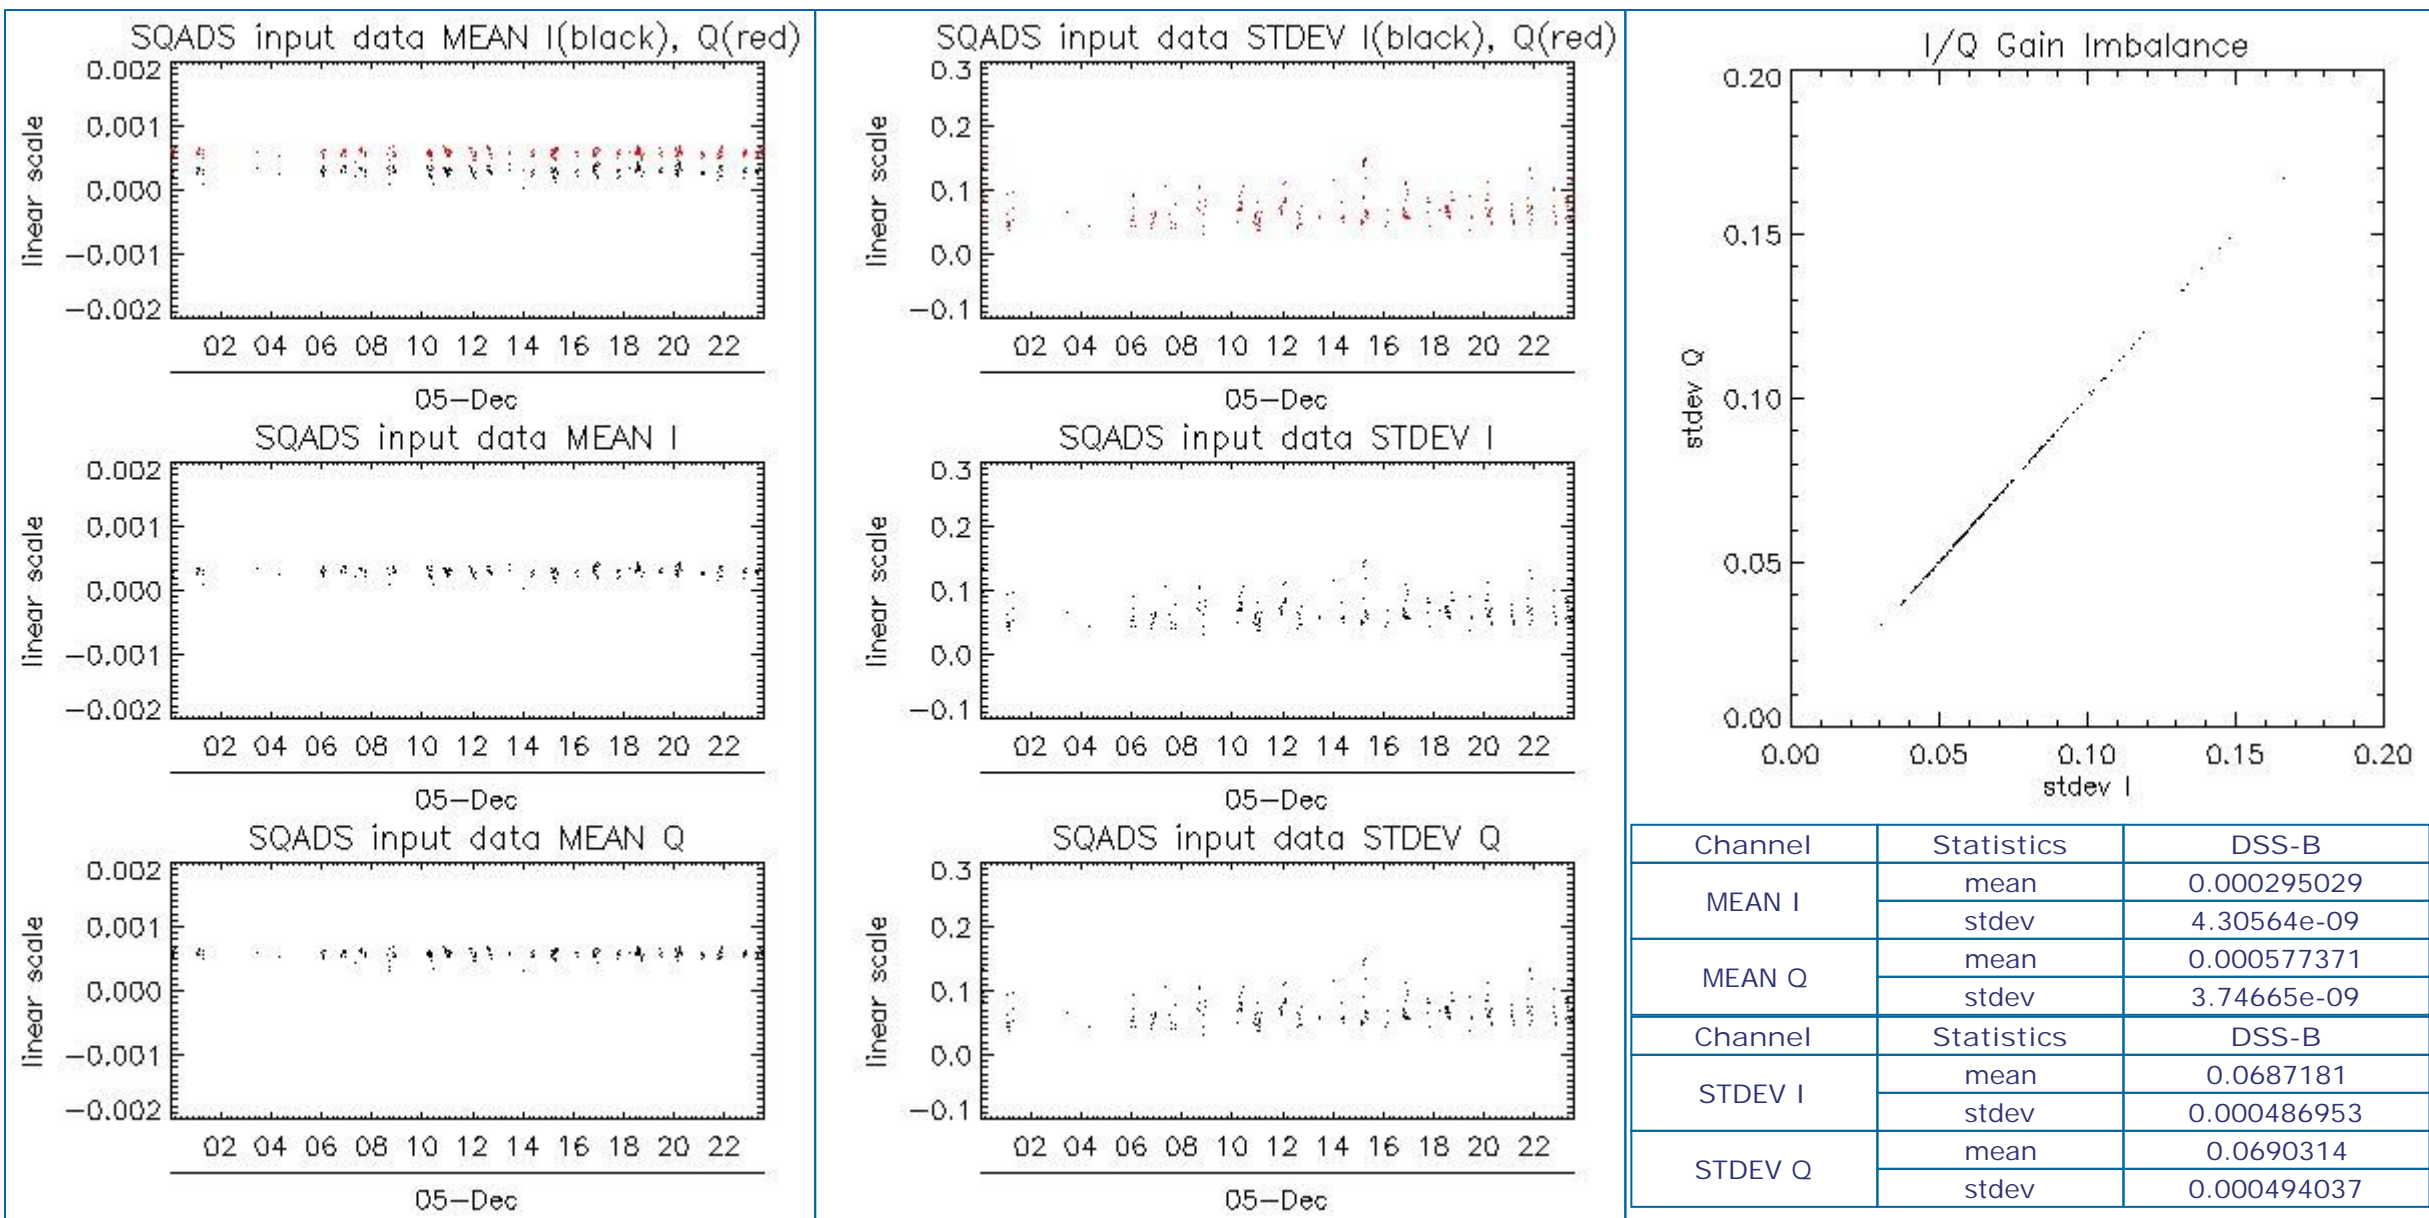 SQADS input data MEAN I(black), Q(red)
0.002
0.001
0.000
−0.001
−0.002
linear scale
02 04 06 08 10 12 14 16 18 20 22
05−Dec
SQADS input data MEAN I
0.002
0.001
0.000
−0.001
−0.002
linear scale
02 04 06 08 10 12 14 16 18 20 22
05−Dec
SQADS input data MEAN Q
0.002
0.001
0.000
−0.001
−0.002
linear scale
02 04 06 08 10 12 14 16 18 20 22
05−Dec
SQADS input data STDEV I(black), Q(red)
0.3
0.2
0.1
0.0
−0.1
linear scale
02 04 06 08 10 12 14 16 18 20 22
05−Dec
SQADS input data STDEV I
0.3
0.2
0.1
0.0
−0.1
linear scale
02 04 06 08 10 12 14 16 18 20 22
05−Dec
SQADS input data STDEV Q
0.3
0.2
0.1
0.0
−0.1
linear scale
02 04 06 08 10 12 14 16 18 20 22
05−Dec
I/Q Gain Imbalance
0.20
0.15
0.10
0.05
0.00
stdev Q
0.00 0.05 0.10 0.15 0.20
stdev I
Channel Statistics DSS-B
MEAN I mean 0.000295029
stdev 4.30564e-09
MEAN Q mean 0.000577371
stdev 3.74665e-09
Channel Statistics DSS-B
STDEV I mean 0.0687181
stdev 0.000486953
STDEV Q mean 0.0690314
stdev 0.000494037